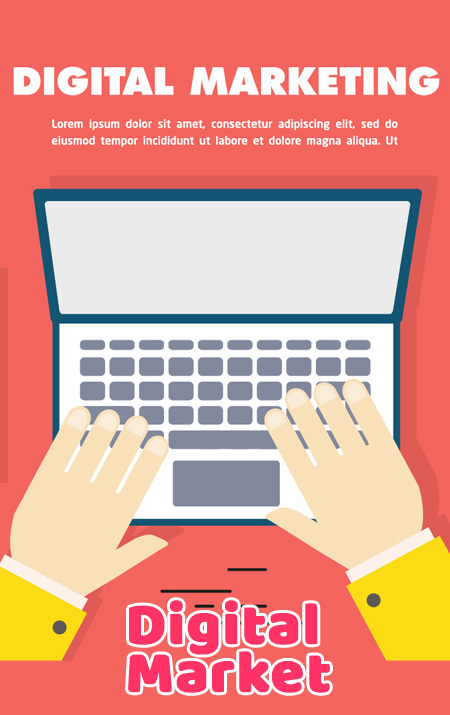 DIGITAL MARKETING
Lorem ipsum dolor sit amet, consectetur adipiscing elit, sed do
eiusmod tempor incididunt ut labore et dolore magna aliqua. Ut
Digital
Market